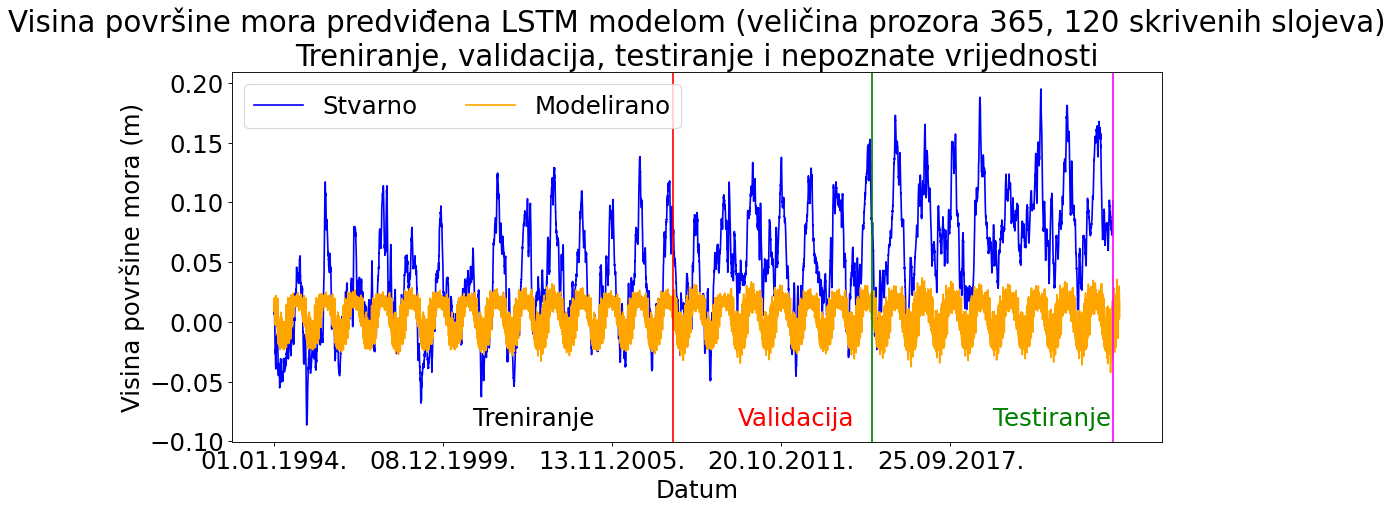 Visina površine mora predviđena LSTM modelom (veličina prozora 365, 120 skrivenih slojeva)
Treniranje, validacija, testiranje i nepoznate vrijednosti
Stvarno
Modelirano
Visina površine mora (m)
0.20
0.15
0.10
0.05
0.00
−0.05
−0.10
Treniranje
Validacija
Testiranje
01.01.1994.
08.12.1999.
13.11.2005.
20.10.2011.
25.09.2017.
Datum